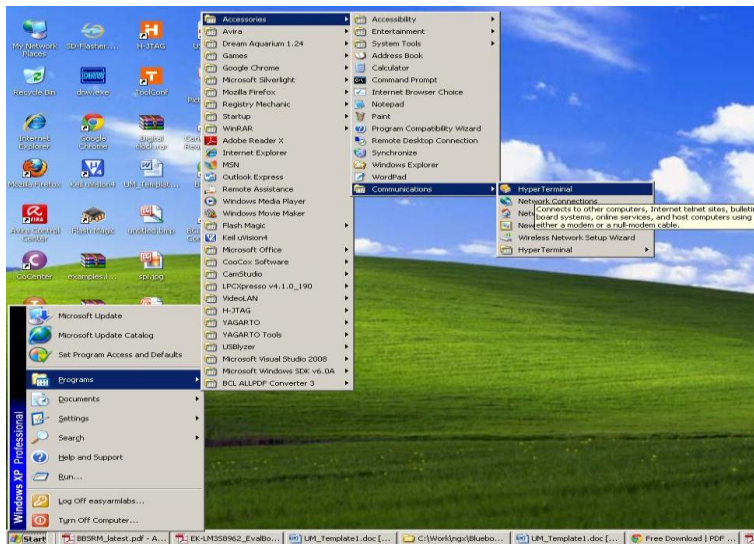 My Network Places
SD-Flasher....
H-JTAG
Recycle Bin
dnw.exe
ToolConf
Internet Explorer
Google Chrome
Digital clock.rar
Mozilla Firefox
Keil uVision4
UM_Templat...
Avira Control Center
Flash Magic
untitled.bmp
CoCenter
examples.l...
spi.jpg
Accessories
Avira
Dream Aquarium 1.24
Games
Google Chrome
Microsoft Silverlight
Mozilla Firefox
Registry Mechanic
Startup
WinRAR
Adobe Reader X
Internet Explorer
MSN
Outlook Express
Remote Assistance
Windows Media Player
Windows Movie Maker
Flash Magic
Keil uVision4
Microsoft Office
CooCox Software
CamStudio
LPCXpresso v4.1.0_190
VideoLAN
H-JTAG
YAGARTO
YAGARTO Tools
USBlyzer
Microsoft Visual Studio 2008
Microsoft Windows SDK v6.0A
BCL ALLPDF Converter 3
Accessibility
Entertainment
System Tools
Address Book
Calculator
Command Prompt
Internet Browser Choice
Notepad
Paint
Program Compatibility Wizard
Remote Desktop Connection
Synchronize
Windows Explorer
WordPad
Communications
HyperTerminal
Network Connections
Connects to other computers, Internet telnet sites, bulleti
board systems, online services, and host computers using
either a modem or a null-modem cable.
Wireless Network Setup Wizard
HyperTerminal
Microsoft Update
Microsoft Update Catalog
Set Program Access and Defaults
Programs
Documents
Settings
Search
Help and Support
Run...
Log Off easyarmlabs...
Turn Off Computer...
Windows XP Professional
Start
BBSRM_latest.pdf - A...
EK-LM3S8962_EvalBo...
UM_Template1.doc [...
C:\Work\ngx\Bluebo...
UM_Template1.doc [...
Free Download | PDF ...